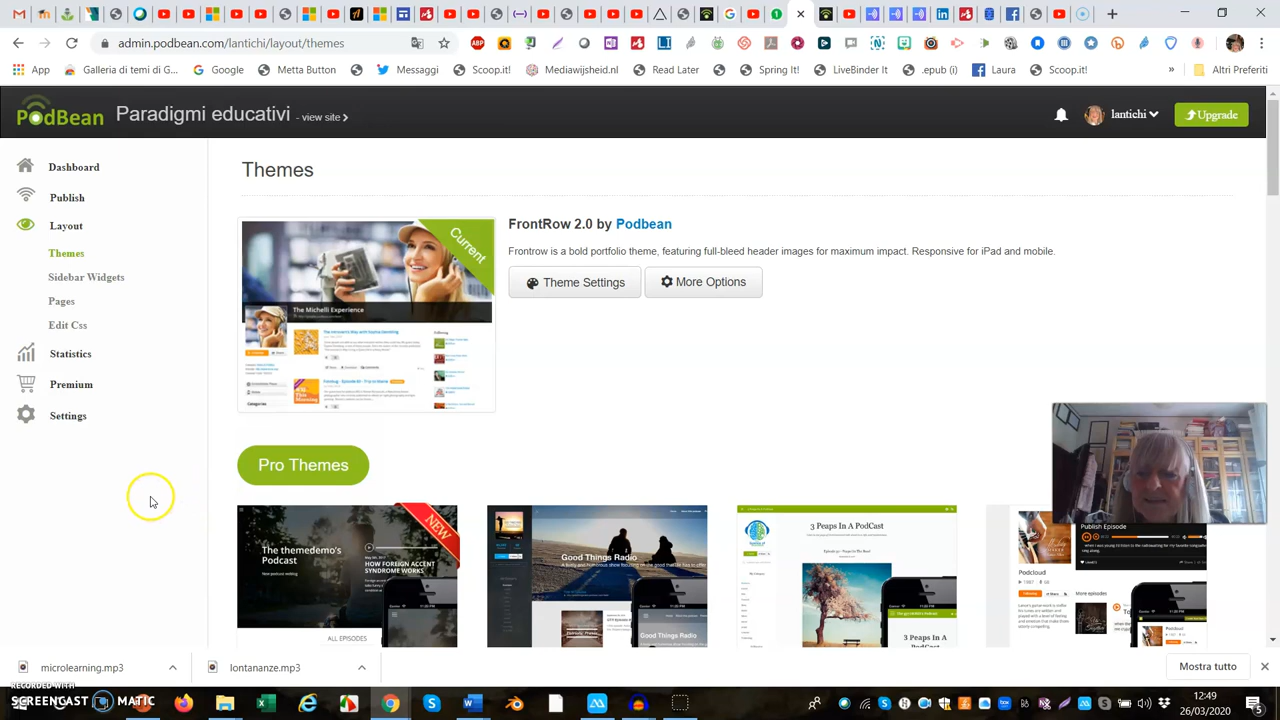 admin.podbean.com/lantichi/layout/themes
App
Galleria di temi di G...
Google
Metta Button
Messaggi
Scoop.it!
Mediawijsheid.nl
Read Later
Spring It!
LiveBinder It
.epub (i)
Laura
Scoop.it!
»
Altri Preferiti
PodBean
Paradigmi educativi - view site
lantichi
Upgrade
Dashboard
Publish
Layout
Themes
Sidebar Widgets
Pages
Edit Css
Statistics
Premium
Settings
Themes
Current
The Michelli Experience
FrontRow 2.0 by Podbean
Frontrow is a bold portfolio theme, featuring full-bleed header images for maximum impact. Responsive for iPad and mobile.
Theme Settings
More Options
Pro Themes
NEW
The themedemo's
Podcast
HOW FOREIGN ACCENT
SYNDROME WORKS
ALL EPISODES
Good Things Radio
Good Things Radio
3 Peaps In A PodCast
3 Peaps In A
Publish Episode
Podcloud
More episodes
Podcloud
microlearning.mp3
lontananze.mp3
Mostra tutto
RECORDED WITH
SCREENCAST MATIC
12:49
26/03/2020